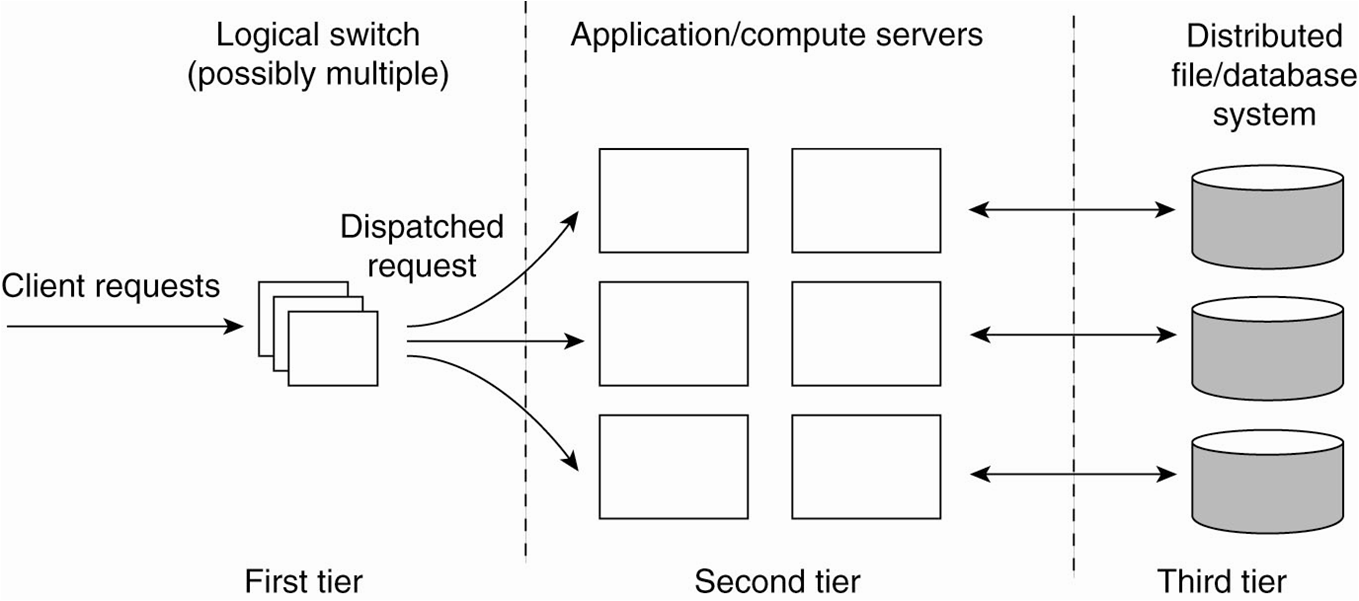 Logical switch
(possibly multiple)
Application/compute servers
Distributed
file/database
system
Dispatched
request
Client requests
First tier
Second tier
Third tier